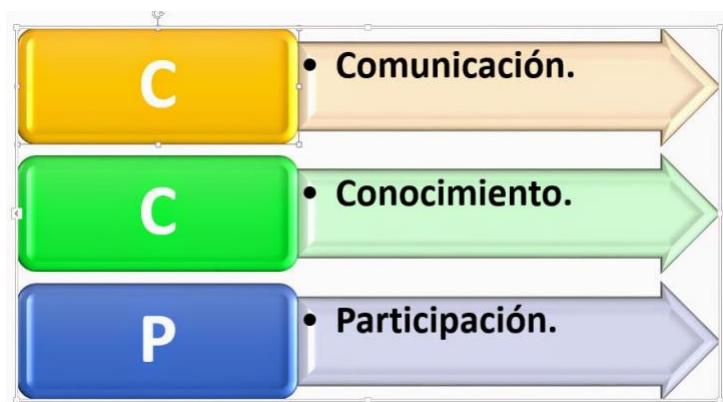 C
• Comunicación.
C
• Conocimiento.
P
• Participación.